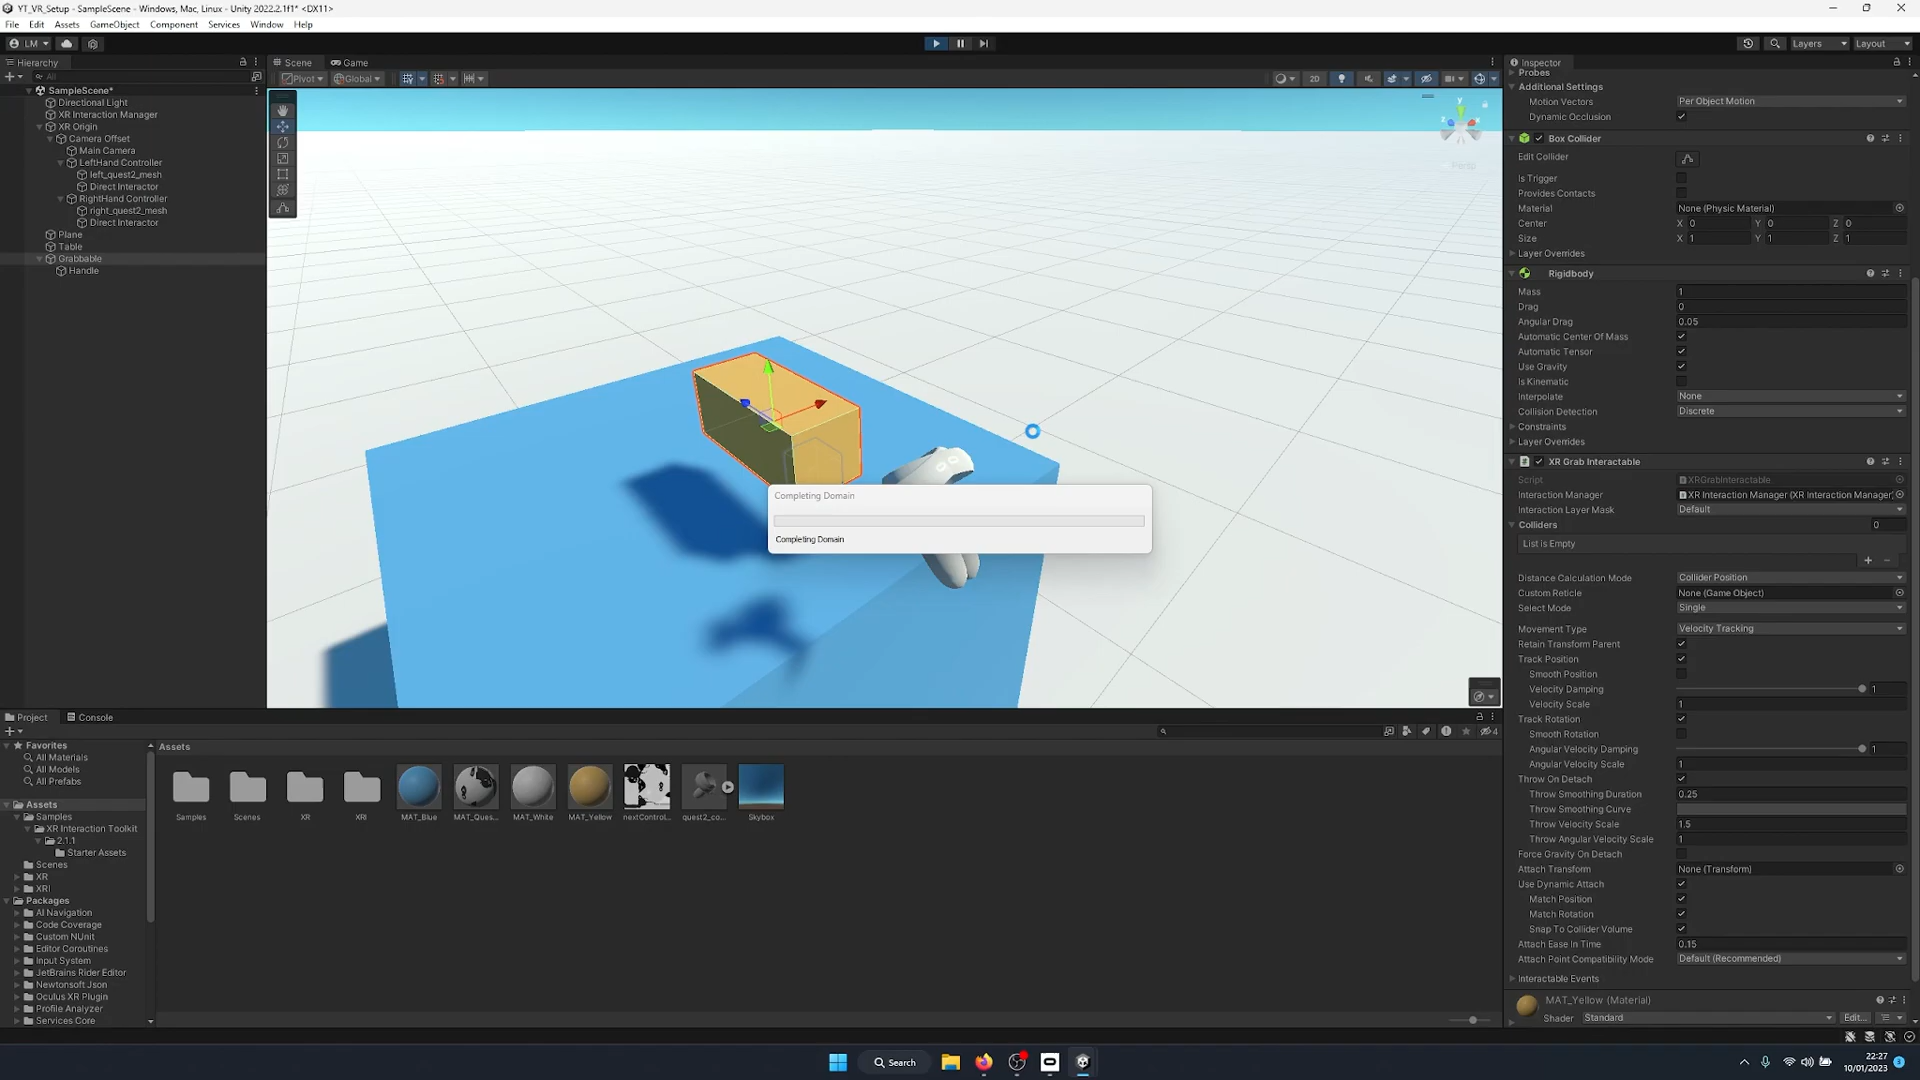 YT_VR_Setup - SampleScene - Windows, Mac, Linux - Unity 2022.2.1f1* <DX11>
File Edit Assets GameObject Component Services Window Help
LM Layers Layout
Hierarchy
All
SampleScene*
Directional Light
XR Interaction Manager
XR Origin
Camera Offset
Main Camera
LeftHand Controller
left_quest2_mesh
Direct Interactor
RightHand Controller
right_quest2_mesh
Direct Interactor
Plane
Table
Grabbable
Handle
Scene Game
Pivot Global 2D
y
Persp
Completing Domain
Completing Domain
Inspector
Probes
Additional Settings
Motion Vectors Per Object Motion
Dynamic Occlusion
Box Collider
Edit Collider
Is Trigger
Provides Contacts
Material None (Physic Material)
Center X 0 Y 0 Z 0
Size X 1 Y 1 Z 1
Layer Overrides
Rigidbody
Mass 1
Drag 0
Angular Drag 0.05
Automatic Center Of Mass
Automatic Tensor
Use Gravity
Is Kinematic
Interpolate None
Collision Detection Discrete
Constraints
Layer Overrides
XR Grab Interactable
Script XRGrabInteractable
Interaction Manager XR Interaction Manager (XR Interaction Manager)
Interaction Layer Mask Default
Colliders 0
List is Empty
Distance Calculation Mode Collider Position
Custom Reticle None (Game Object)
Select Mode Single
Movement Type Velocity Tracking
Retain Transform Parent
Track Position
Smooth Position
Velocity Damping 1
Velocity Scale 1
Track Rotation
Smooth Rotation
Angular Velocity Damping 1
Angular Velocity Scale 1
Throw On Detach
Throw Smoothing Duration 0.25
Throw Smoothing Curve
Throw Velocity Scale 1.5
Throw Angular Velocity Scale 1
Force Gravity On Detach
Attach Transform None (Transform)
Use Dynamic Attach
Match Position
Match Rotation
Snap To Collider Volume
Attach Ease In Time 0.15
Attach Point Compatibility Mode Default (Recommended)
Interactable Events
MAT_Yellow (Material)
Shader Standard Edit...
Project Console
4
Favorites
All Materials
All Models
All Prefabs
Assets
Samples
XR Interaction Toolkit
2.1.1
Starter Assets
Scenes
XR
XRI
Packages
AI Navigation
Code Coverage
Custom NUnit
Editor Coroutines
Input System
JetBrains Rider Editor
Newtonsoft Json
Oculus XR Plugin
Profile Analyzer
Services Core
Assets
Samples Scenes XR XRI MAT_Blue MAT_Ques... MAT_White MAT_Yellow nextControl... quest2_co... Skybox
Search
22:27
10/01/2023
3